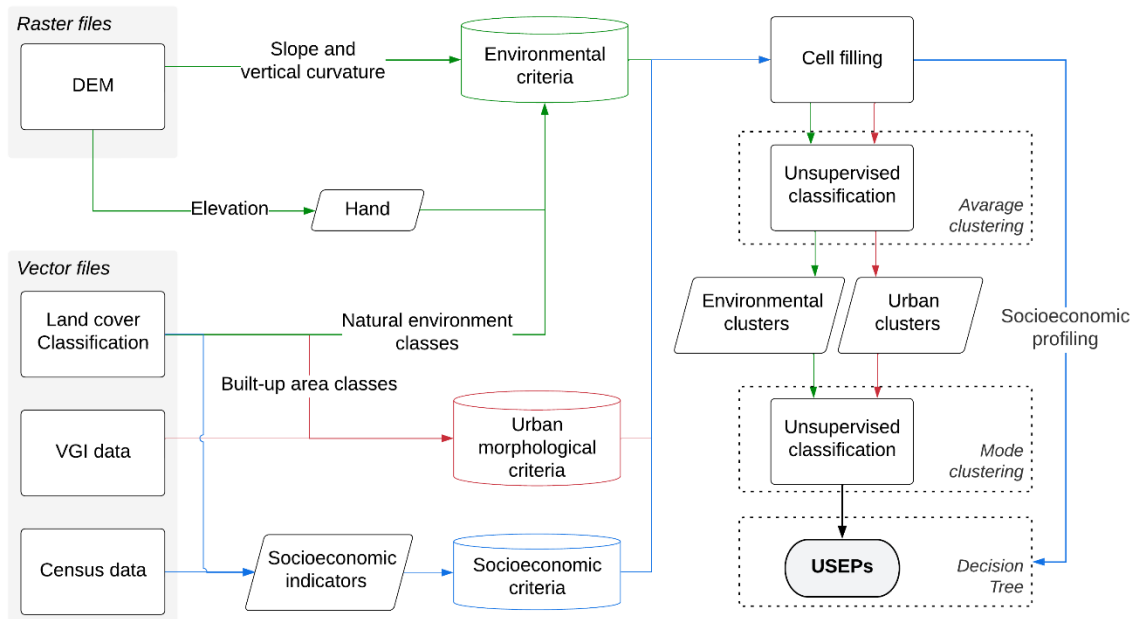 Raster files
DEM
Slope and
vertical curvature
Environmental
criteria
Cell filling
Elevation
Hand
Unsupervised
classification
Avarage
clustering
Vector files
Land cover
Classification
Natural environment
classes
Built-up area classes
Environmental
clusters
Urban
clusters
Socioeconomic
profiling
VGI data
Urban
morphological
criteria
Unsupervised
classification
Mode
clustering
Census data
Socioeconomic
indicators
Socioeconomic
criteria
USEPs
Decision
Tree